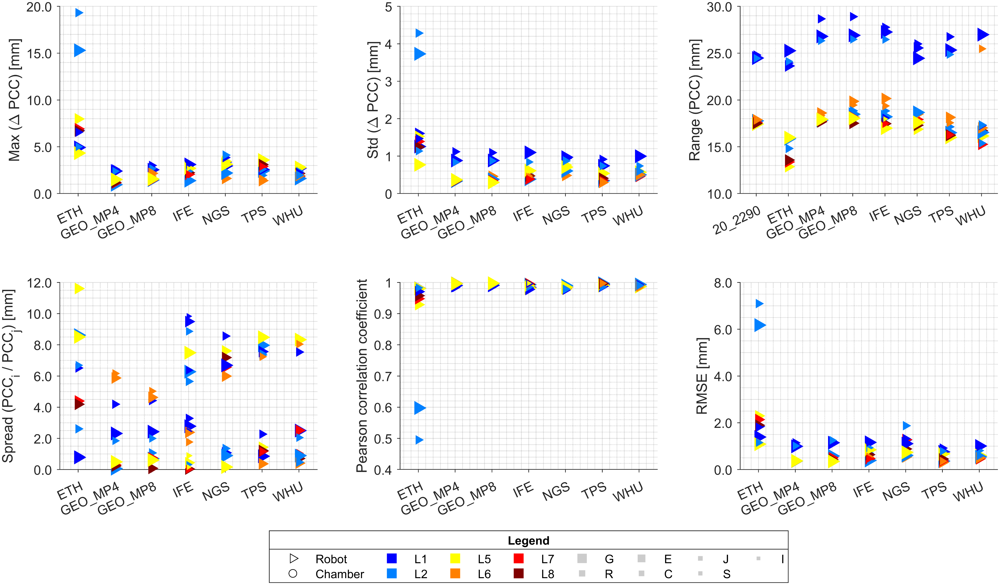 Max (Δ PCC) [mm]
20.0
15.0
10.0
5.0
0.0
ETH
GEO_MP4
GEO_MP8
IFE
NGS
TPS
WHU
Std (Δ PCC) [mm]
5
4
3
2
1
0
ETH
GEO_MP4
GEO_MP8
IFE
NGS
TPS
WHU
Range (PCC) [mm]
30.0
25.0
20.0
15.0
10.0
20_2290
ETH
GEO_MP4
GEO_MP8
IFE
NGS
TPS
WHU
Spread (PCCi / PCCj) [mm]
12.0
10.0
8.0
6.0
4.0
2.0
0.0
ETH
GEO_MP4
GEO_MP8
IFE
NGS
TPS
WHU
Pearson correlation coefficient
1
0.9
0.8
0.7
0.6
0.5
0.4
ETH
GEO_MP4
GEO_MP8
IFE
NGS
TPS
WHU
RMSE [mm]
8.0
6.0
4.0
2.0
0.0
ETH
GEO_MP4
GEO_MP8
IFE
NGS
TPS
WHU
Legend
Robot L1 L5 L7 G E J I
Chamber L2 L6 L8 R C S